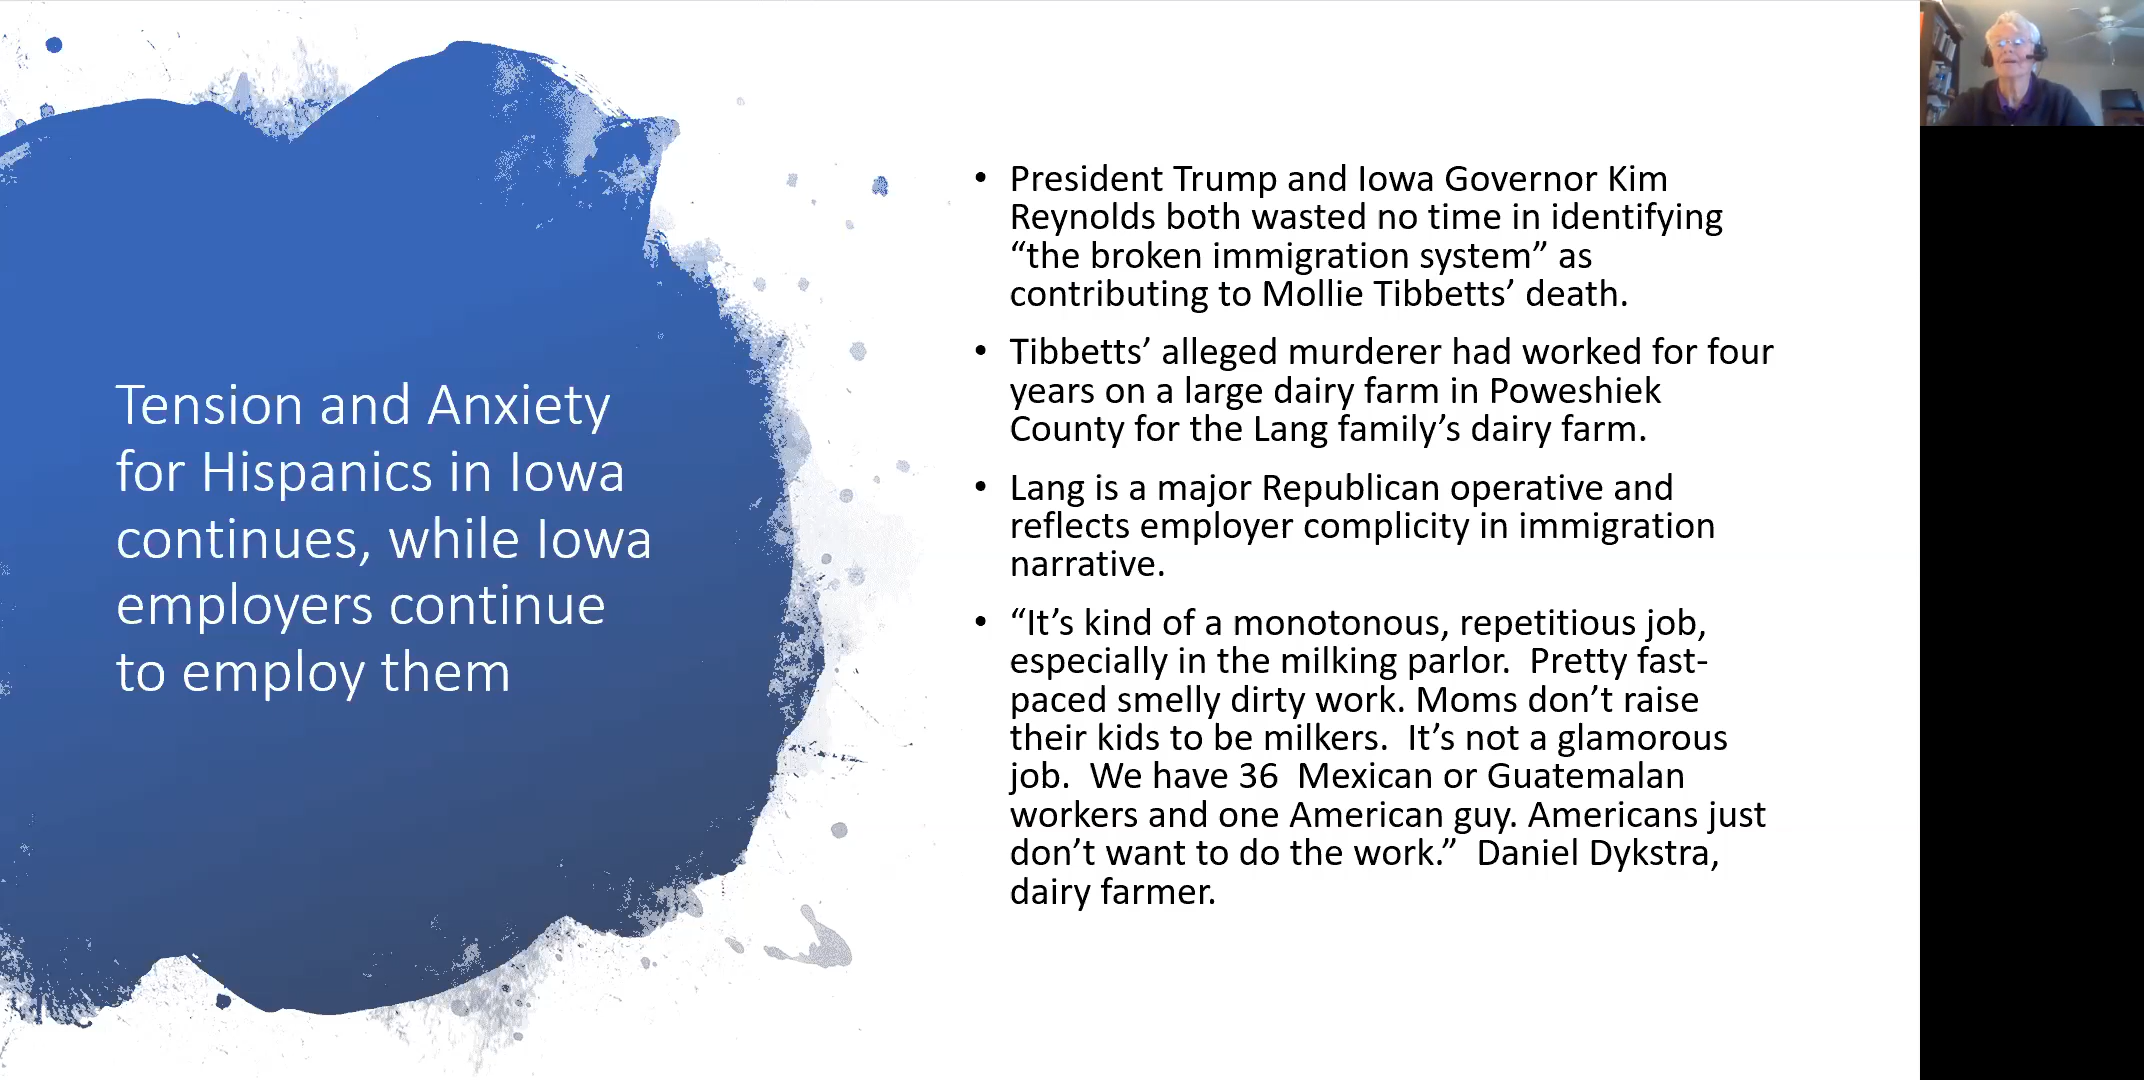 Tension and Anxiety
for Hispanics in Iowa
continues, while Iowa
employers continue
to employ them
• President Trump and Iowa Governor Kim
Reynolds both wasted no time in identifying
“the broken immigration system” as
contributing to Mollie Tibbetts’ death.
• Tibbetts’ alleged murderer had worked for four
years on a large dairy farm in Poweshiek
County for the Lang family’s dairy farm.
• Lang is a major Republican operative and
reflects employer complicity in immigration
narrative.
• “It’s kind of a monotonous, repetitious job,
especially in the milking parlor.  Pretty fast-
paced smelly dirty work. Moms don’t raise
their kids to be milkers.  It’s not a glamorous
job.  We have 36  Mexican or Guatemalan
workers and one American guy. Americans just
don’t want to do the work.”  Daniel Dykstra,
dairy farmer.